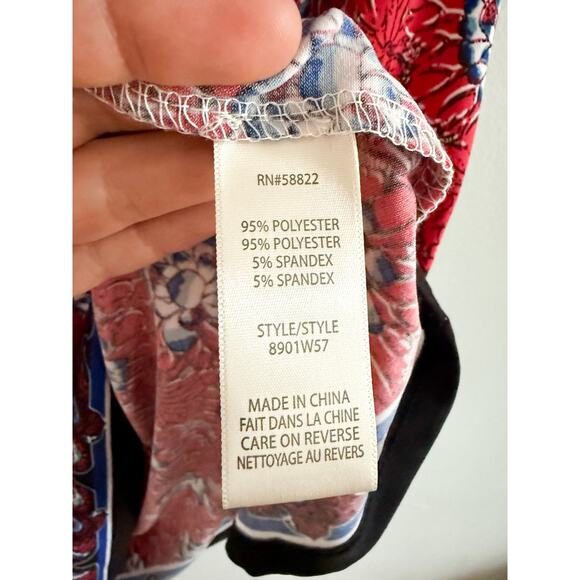 RN#58822
95% POLYESTER
95% POLYESTER
5% SPANDEX
5% SPANDEX
STYLE/STYLE
8901W57
MADE IN CHINA
FAIT DANS LA CHINE
CARE ON REVERSE
NETTOYAGE AU REVERS